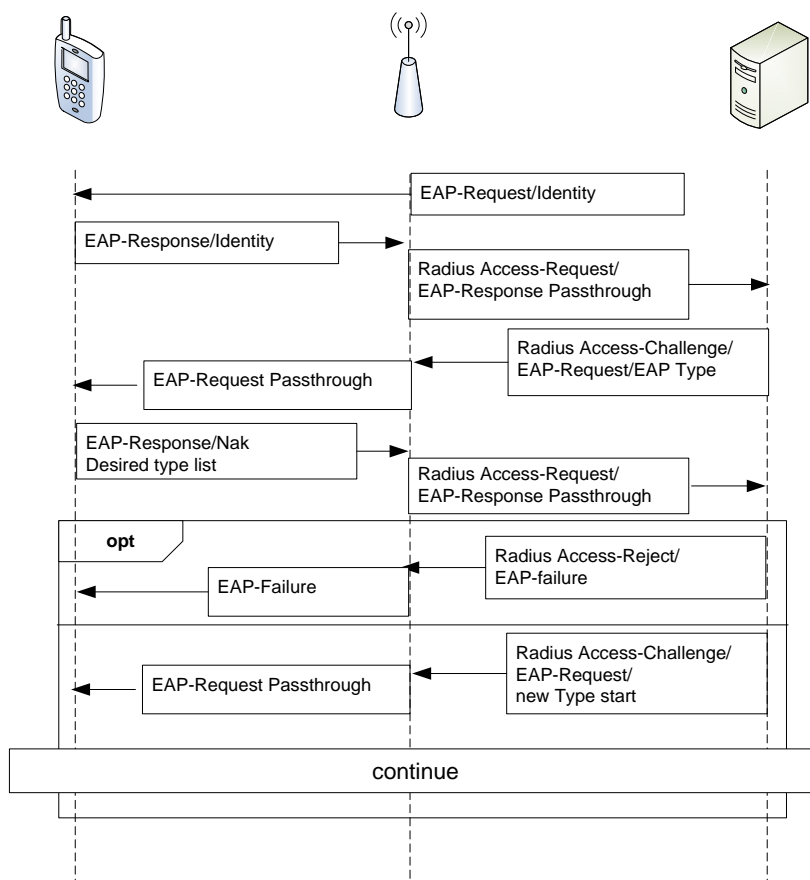 EAP-Request/Identity
EAP-Response/Identity
Radius Access-Request/
EAP-Response Passthrough
Radius Access-Challenge/
EAP-Request/EAP Type
EAP-Request Passthrough
EAP-Response/Nak
Desired type list
Radius Access-Request/
EAP-Response Passthrough
opt
Radius Access-Reject/
EAP-failure
EAP-Failure
Radius Access-Challenge/
EAP-Request/
new Type start
EAP-Request Passthrough
continue